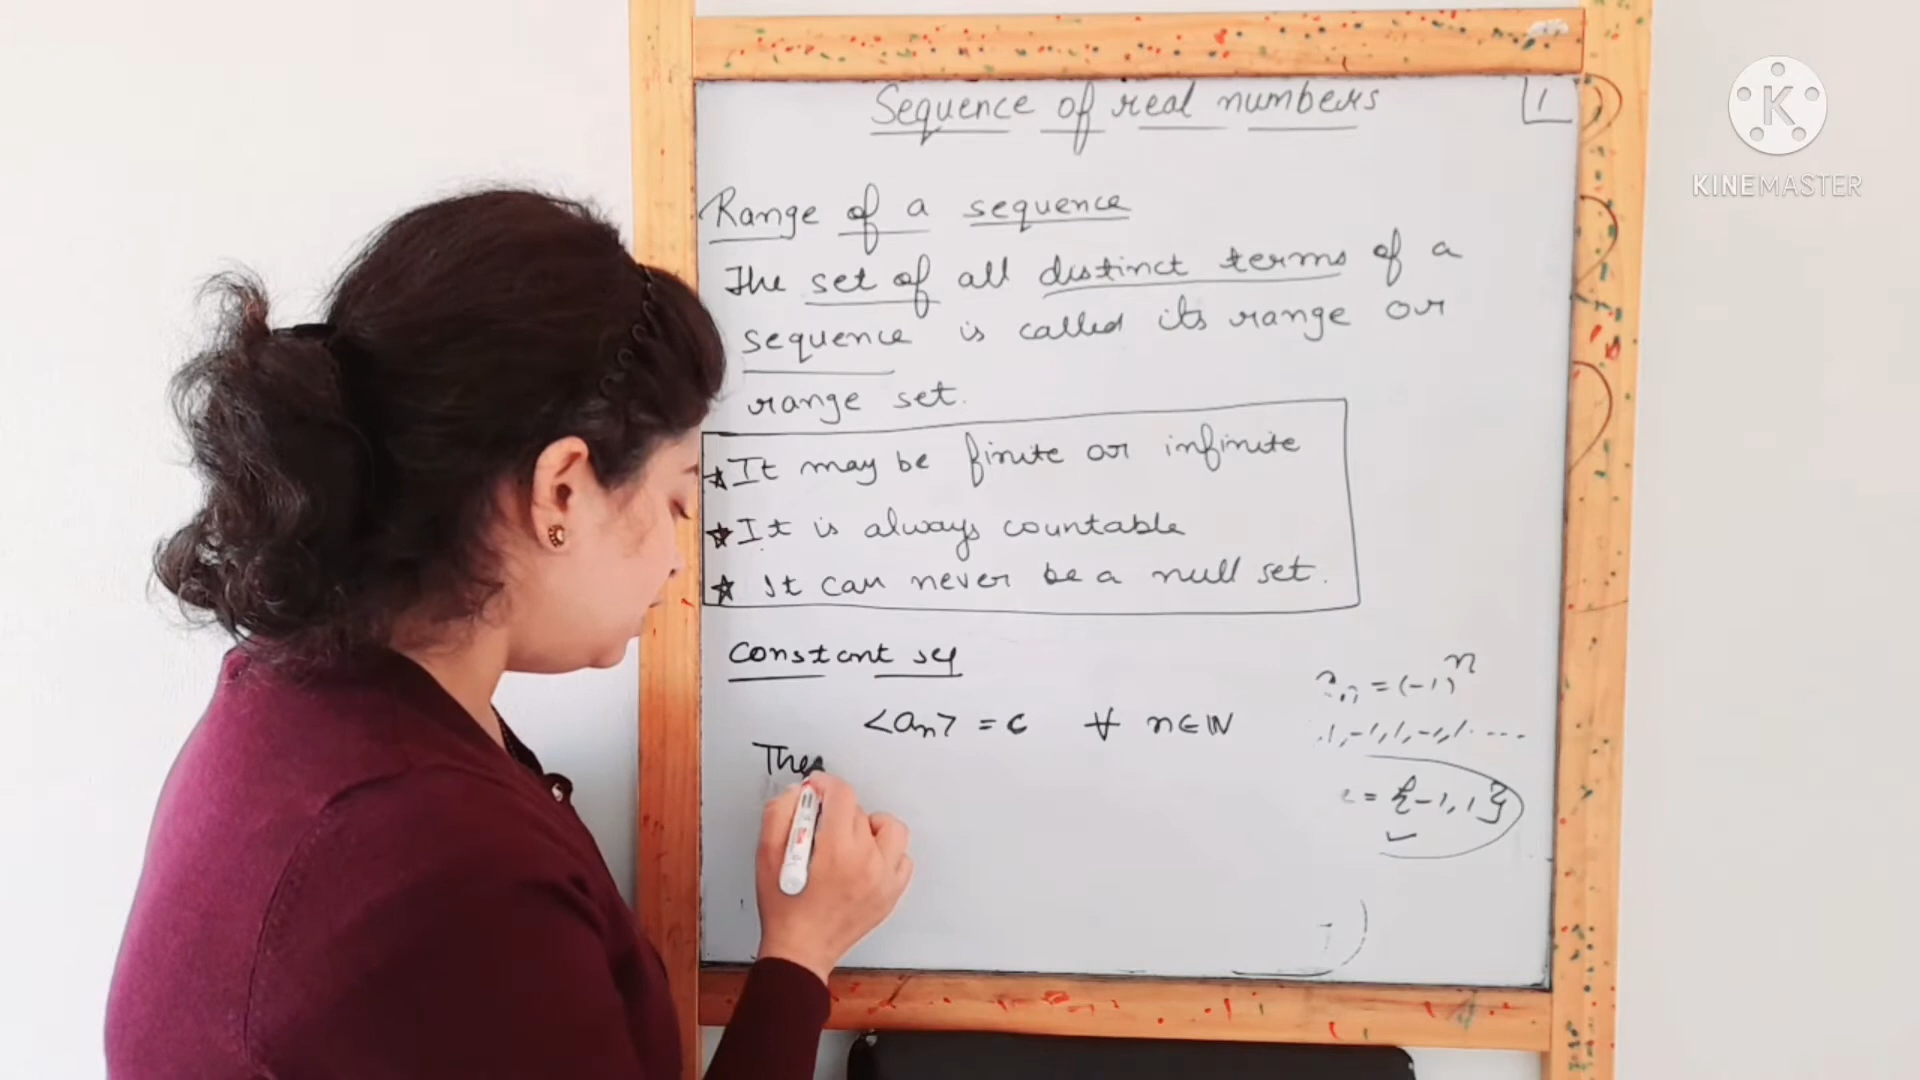 Sequence of real numbers
1
Range of a sequence
The set of all distinct terms of a
sequence is called its range or
range set.
★ It may be finite or infinite
★ It is always countable
★ It can never be a null set.
Constant seq
<an> = c ∀ n∈ℕ
The
n = (-1)^n
-1, 1, -1, 1 ....
= {-1, 1}
K
KINEMASTER